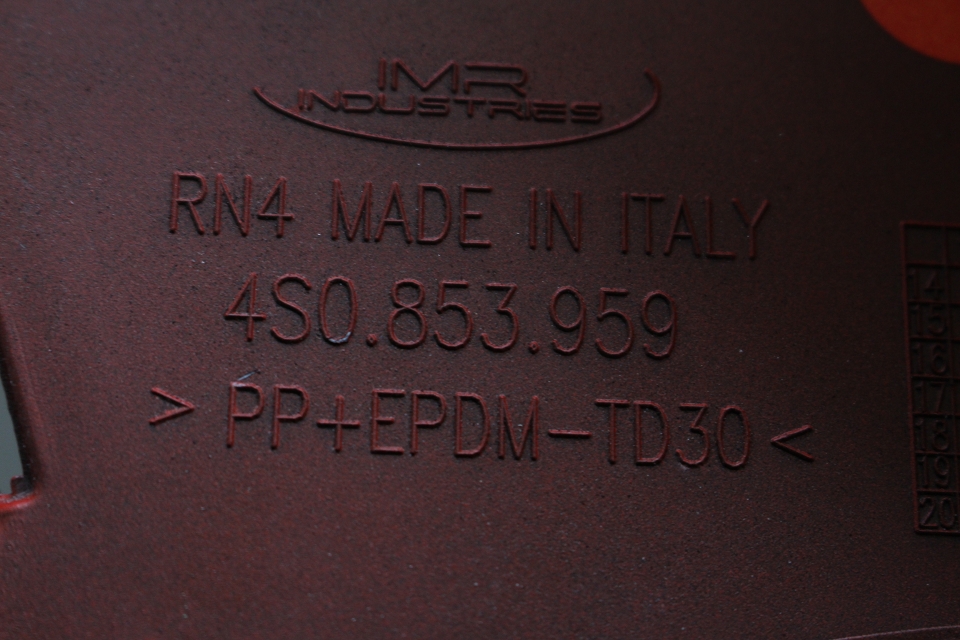 IMR
INDUSTRIES
RN4 MADE IN ITALY
4S0.853.959
> PP+EPDM-TD30 <
14
15
16
17
18
19
20